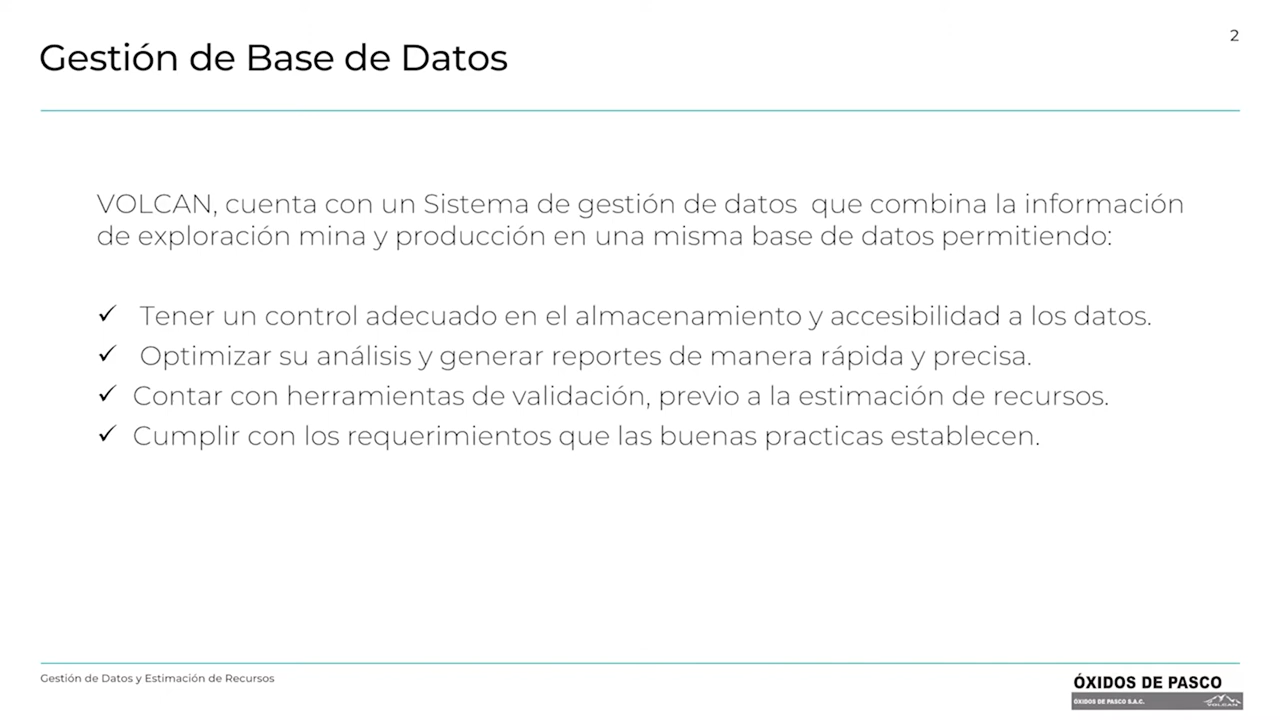 2
Gestión de Base de Datos
VOLCAN, cuenta con un Sistema de gestión de datos  que combina la información
de exploración mina y producción en una misma base de datos permitiendo:
✓ Tener un control adecuado en el almacenamiento y accesibilidad a los datos.
✓ Optimizar su análisis y generar reportes de manera rápida y precisa.
✓ Contar con herramientas de validación, previo a la estimación de recursos.
✓ Cumplir con los requerimientos que las buenas practicas establecen.
Gestión de Datos y Estimación de Recursos
ÓXIDOS DE PASCO
ÓXIDOS DE PASCO S.A.C.
VOLCAN